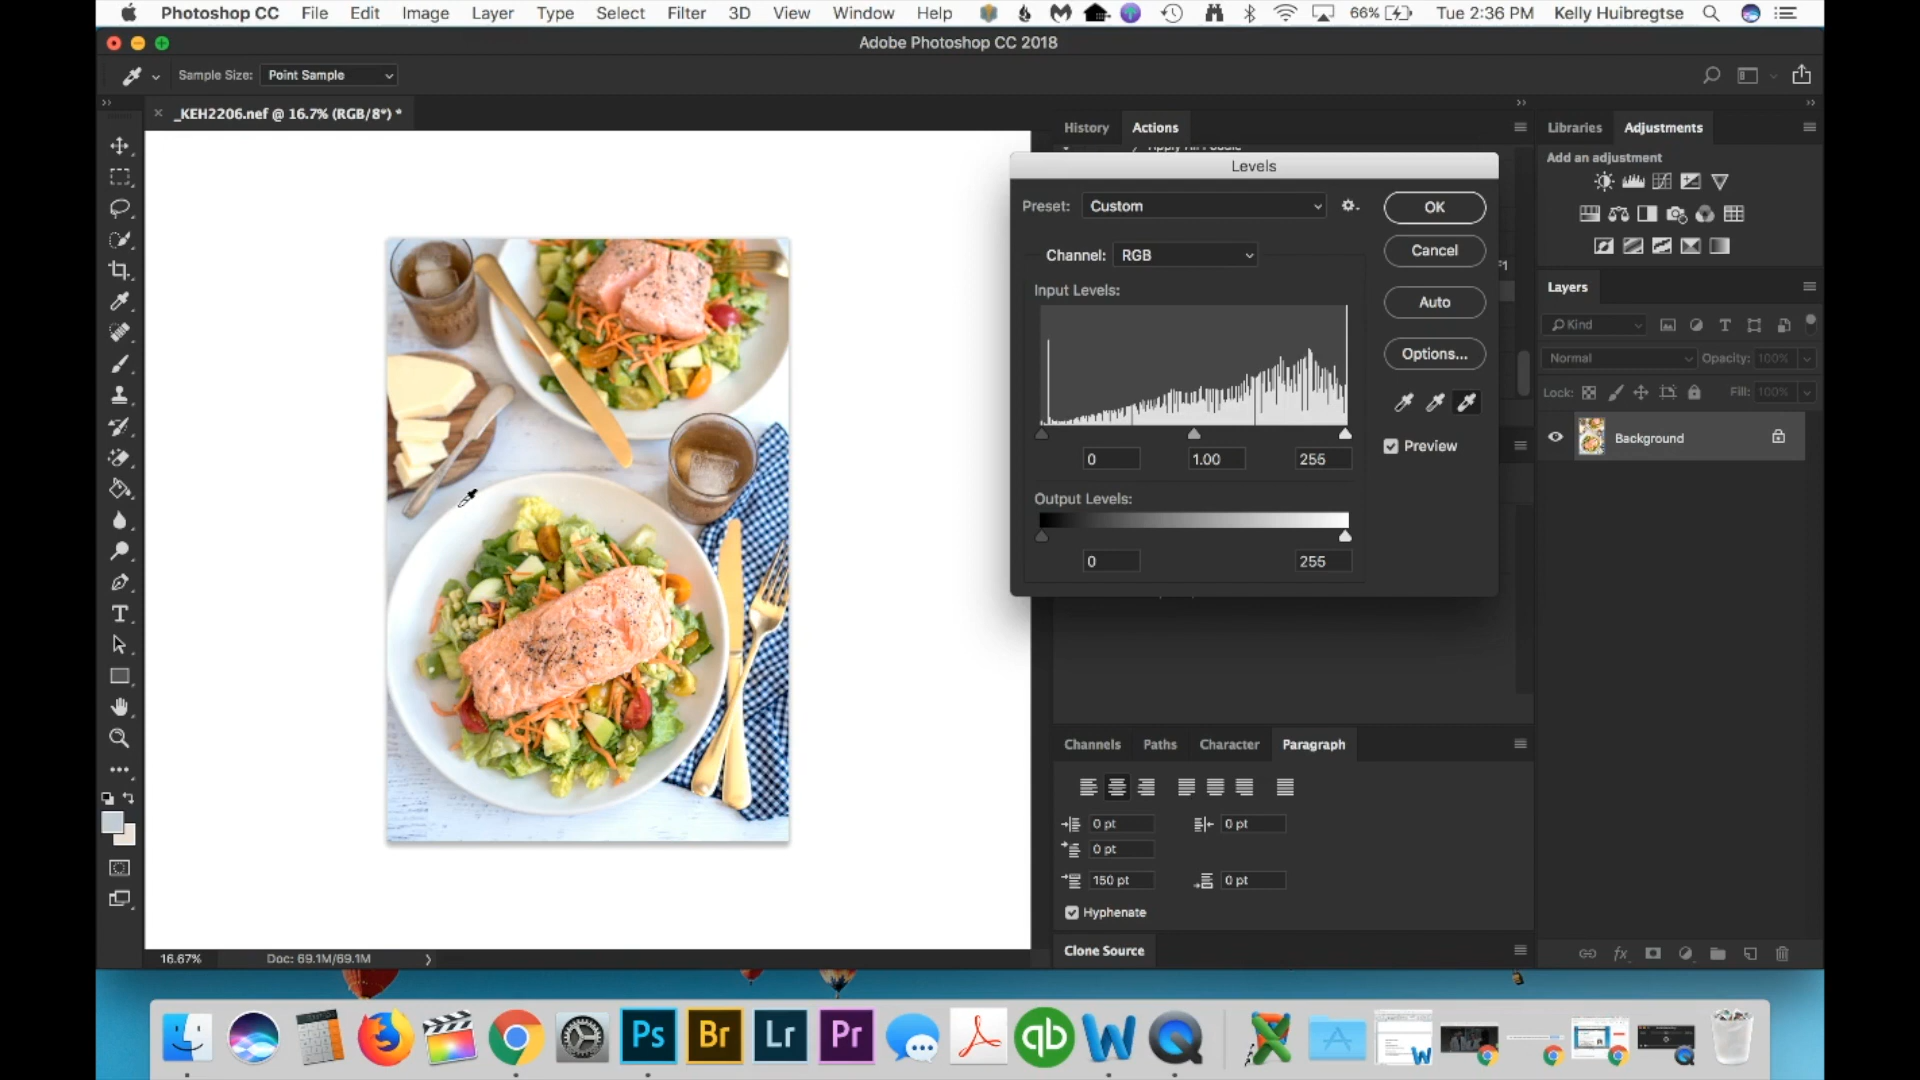 Photoshop CC File Edit Image Layer Type Select Filter 3D View Window Help 66% Tue 2:36 PM Kelly Huibregtse
Adobe Photoshop CC 2018
Sample Size: Point Sample
_KEH2206.nef @ 16.7% (RGB/8*) *
History Actions
Libraries Adjustments
Levels
Add an adjustment
Preset: Custom
OK
Channel: RGB
Cancel
F1
Input Levels:
Auto
Layers
Kind
Options...
Normal Opacity: 100%
Lock: Fill: 100%
Preview
Background
0 1.00 255
Output Levels:
0 255
Channels Paths Character Paragraph
0 pt 0 pt
0 pt
150 pt 0 pt
Hyphenate
Clone Source
16.67% Doc: 69.1M/69.1M
Ps Br Lr Pr qb W